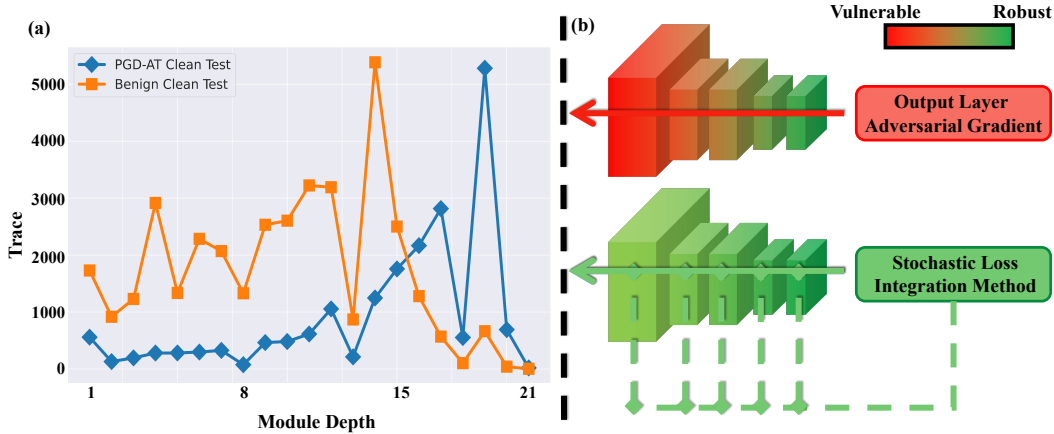 (a)
PGD-AT Clean Test
Benign Clean Test
Trace
5000
4000
3000
2000
1000
0
1
8
15
21
Module Depth
(b)
Vulnerable
Robust
Output Layer
Adversarial Gradient
Stochastic Loss
Integration Method